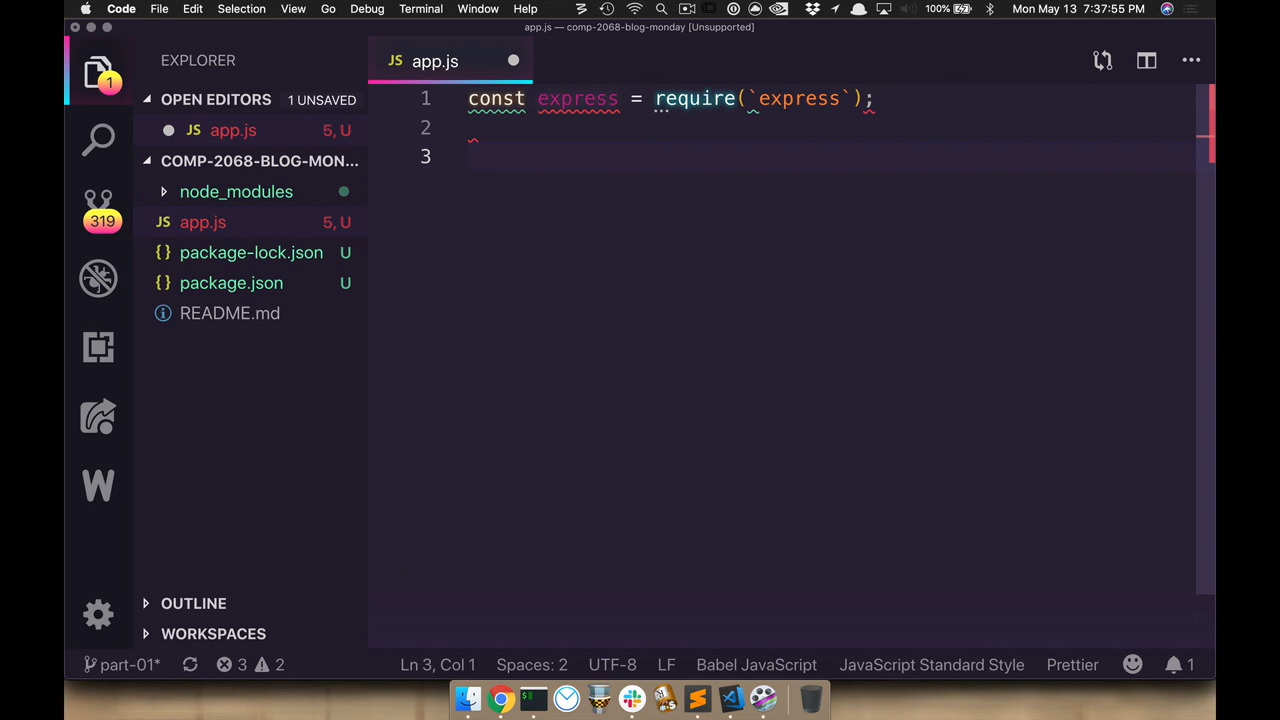 Code File Edit Selection View Go Debug Terminal Window Help 100% Mon May 13 7:37:55 PM
app.js — comp-2068-blog-monday [Unsupported]
EXPLORER
OPEN EDITORS 1 UNSAVED
JS app.js 5, U
COMP-2068-BLOG-MON...
node_modules
JS app.js 5, U
{ } package-lock.json U
{ } package.json U
README.md
OUTLINE
WORKSPACES
1
319
W
JS app.js
1 const express = require(`express`);
2
3
part-01* 3 2 Ln 3, Col 1 Spaces: 2 UTF-8 LF Babel JavaScript JavaScript Standard Style Prettier 1